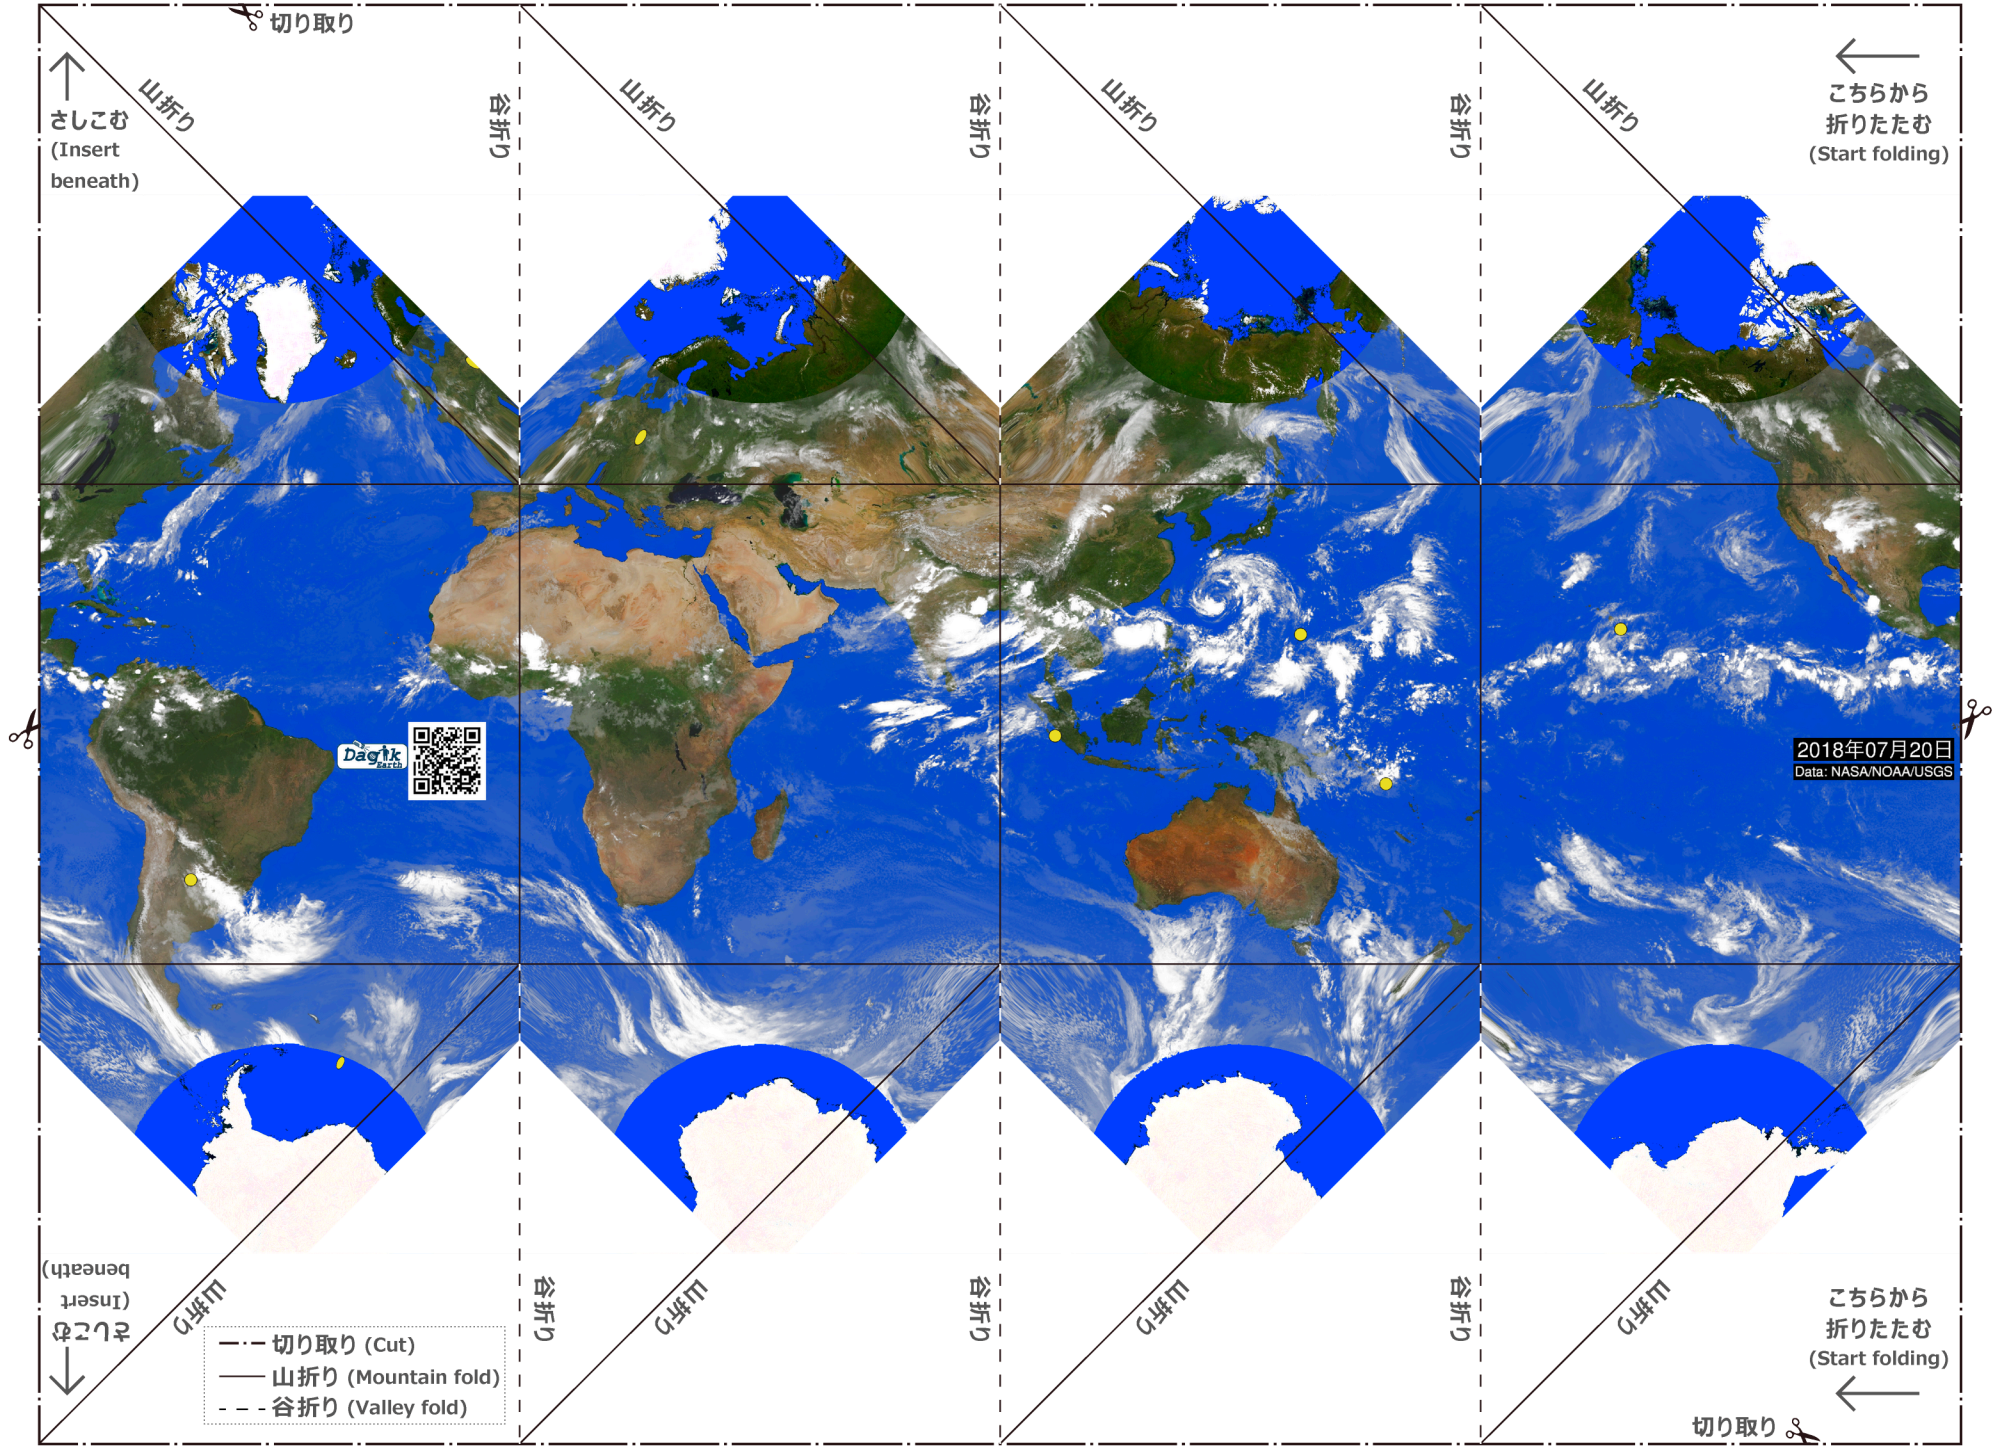 切り取り
山折り
山折り
山折り
山折り
谷折り
谷折り
谷折り
さしこむ
(Insert
beneath)
こちらから
折りたたむ
(Start folding)
Dagik
Earth
2018年07月20日
Data: NASA/NOAA/USGS
さしこむ
(Insert
beneath)
山折り
山折り
山折り
山折り
谷折り
谷折り
谷折り
こちらから
折りたたむ
(Start folding)
切り取り (Cut)
山折り (Mountain fold)
谷折り (Valley fold)
切り取り